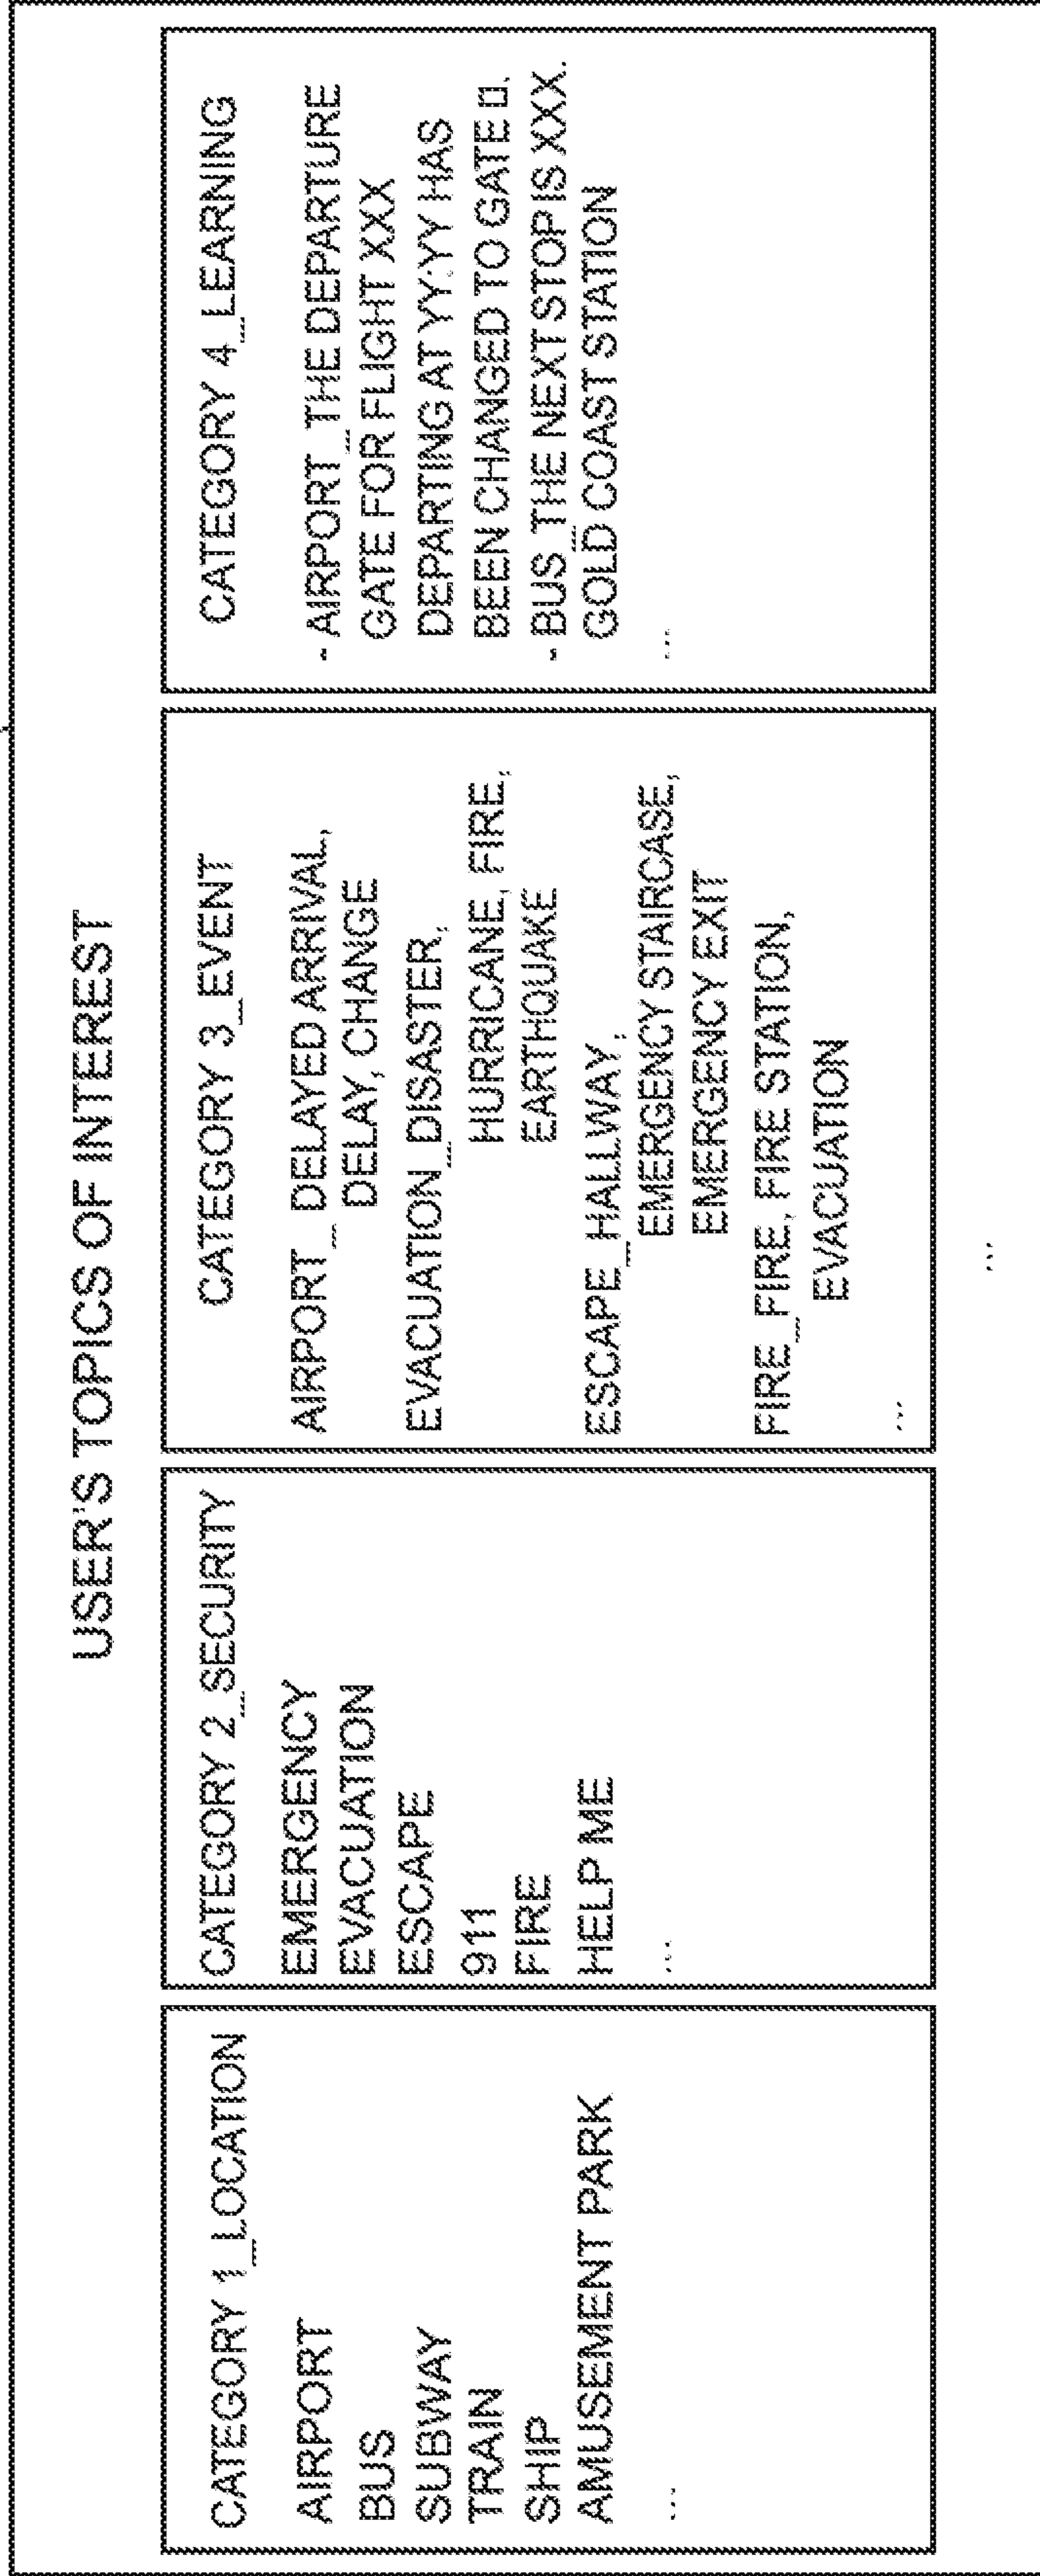 USER'S TOPICS OF INTEREST
CATEGORY 1_LOCATION
AIRPORT
BUS
SUBWAY
TRAIN
SHIP
AMUSEMENT PARK
...
CATEGORY 2_SECURITY
EMERGENCY
EVACUATION
ESCAPE
911
FIRE
HELP ME
...
CATEGORY 3_EVENT
AIRPORT_ DELAYED ARRIVAL,
DELAY, CHANGE
EVACUATION_DISASTER,
HURRICANE, FIRE,
EARTHQUAKE
ESCAPE_HALLWAY,
EMERGENCY STAIRCASE,
EMERGENCY EXIT
FIRE_FIRE, FIRE STATION,
EVACUATION
...
CATEGORY 4_LEARNING
- AIRPORT_THE DEPARTURE
GATE FOR FLIGHT XXX
DEPARTING AT YY:YY HAS
BEEN CHANGED TO GATE □.
- BUS_THE NEXT STOP IS XXX.
GOLD COAST STATION
...
...